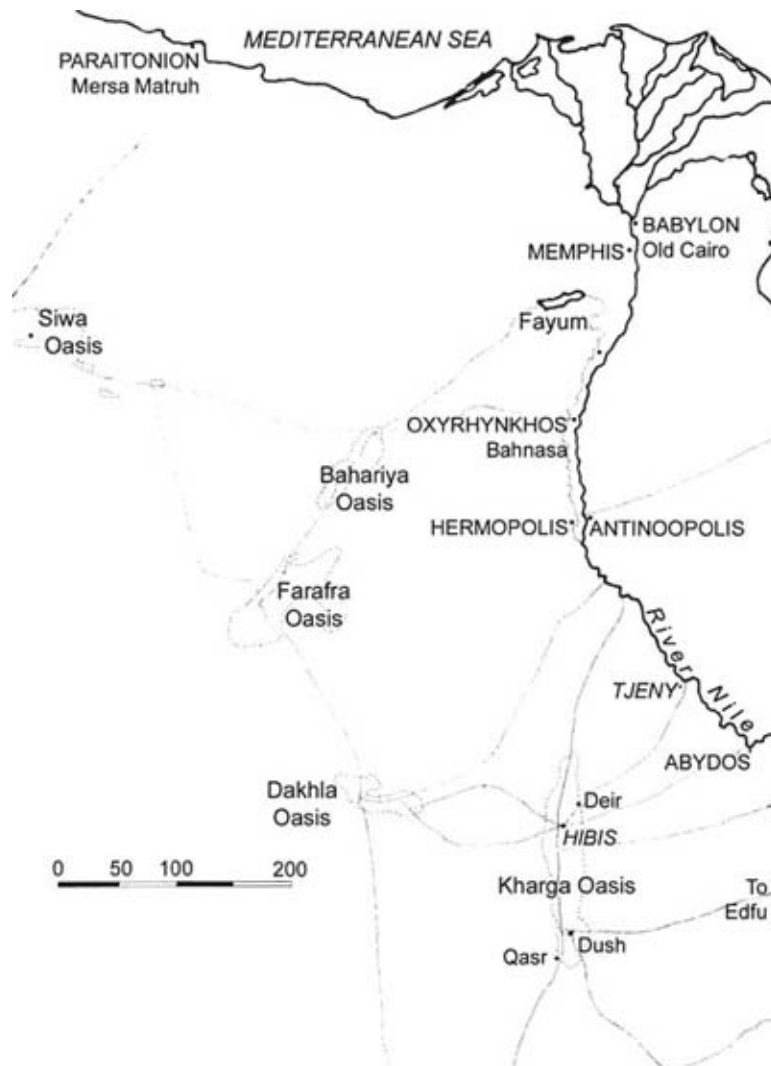 MEDITERRANEAN SEA
PARAITONION
Mersa Matruh
BABYLON
Old Cairo
MEMPHIS
Siwa
Oasis
Fayum
OXYRHYNKHOS
Bahnasa
Bahariya
Oasis
HERMOPOLIS
ANTINOOPOLIS
Farafra
Oasis
River Nile
TJENY
ABYDOS
Dakhla
Oasis
Deir
HIBIS
0 50 100 200
Kharga Oasis
To
Edfu
Dush
Qasr